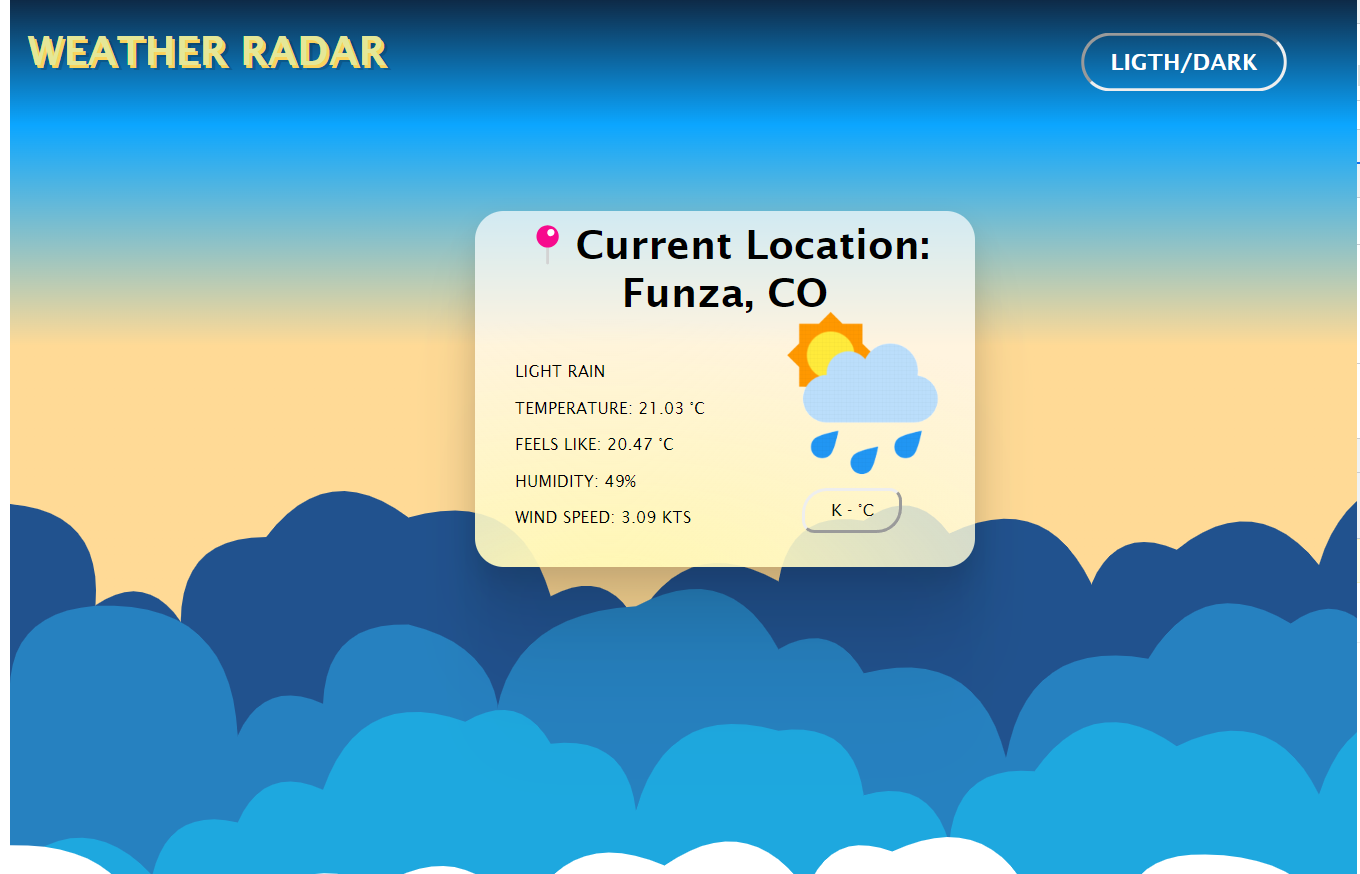 WEATHER RADAR
LIGTH/DARK
Current Location:
Funza, CO
LIGHT RAIN
TEMPERATURE: 21.03 °C
FEELS LIKE: 20.47 °C
HUMIDITY: 49%
WIND SPEED: 3.09 KTS
K - °C